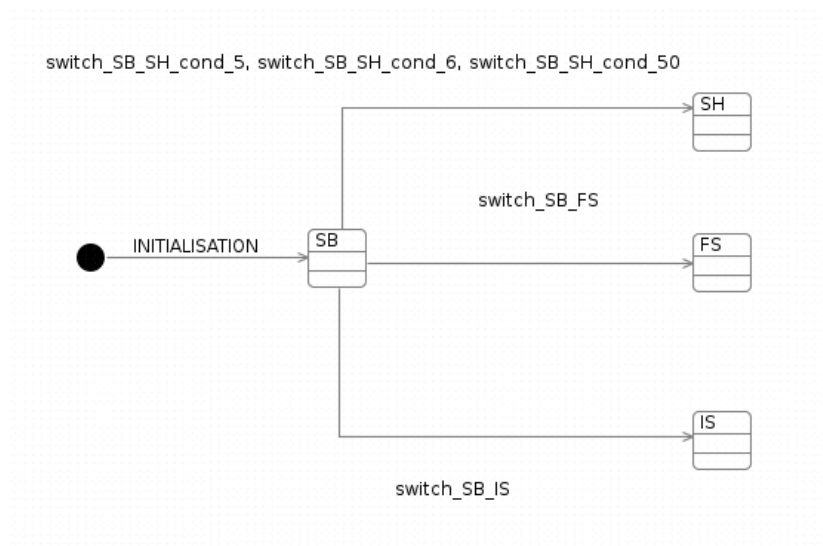 switch_SB_SH_cond_5, switch_SB_SH_cond_6, switch_SB_SH_cond_50
SH
switch_SB_FS
INITIALISATION
SB
FS
IS
switch_SB_IS